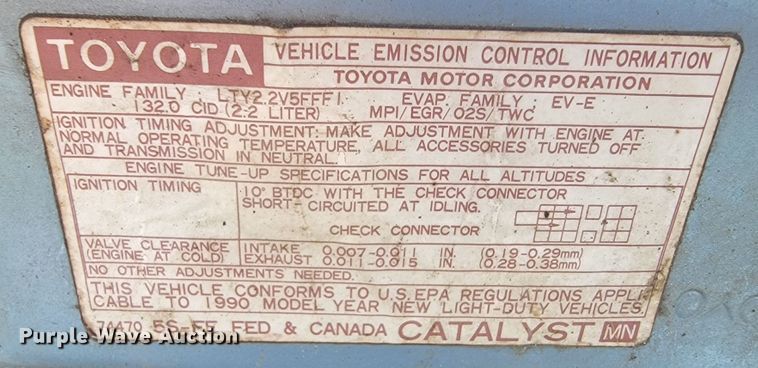 TOYOTA VEHICLE EMISSION CONTROL INFORMATION
TOYOTA MOTOR CORPORATION
ENGINE FAMILY : LTY2.2V5FFF1 EVAP. FAMILY : EV-E
132.0 CID (2.2 LITER) MPI/EGR/O2S/TWC
IGNITION TIMING ADJUSTMENT: MAKE ADJUSTMENT WITH ENGINE AT
NORMAL OPERATING TEMPERATURE, ALL ACCESSORIES TURNED OFF
AND TRANSMISSION IN NEUTRAL.
ENGINE TUNE-UP SPECIFICATIONS FOR ALL ALTITUDES
IGNITION TIMING 10° BTDC WITH THE CHECK CONNECTOR
SHORT-CIRCUITED AT IDLING.
CHECK CONNECTOR
VALVE CLEARANCE INTAKE 0.007-0.011 IN. (0.19-0.29mm)
(ENGINE AT COLD) EXHAUST 0.011-0.015 IN. (0.28-0.38mm)
NO OTHER ADJUSTMENTS NEEDED.
THIS VEHICLE CONFORMS TO U.S.EPA REGULATIONS APPLI-
CABLE TO 1990 MODEL YEAR NEW LIGHT-DUTY VEHICLES.
74470 5S-FE FED & CANADA CATALYST MN
Purple Wave Auction